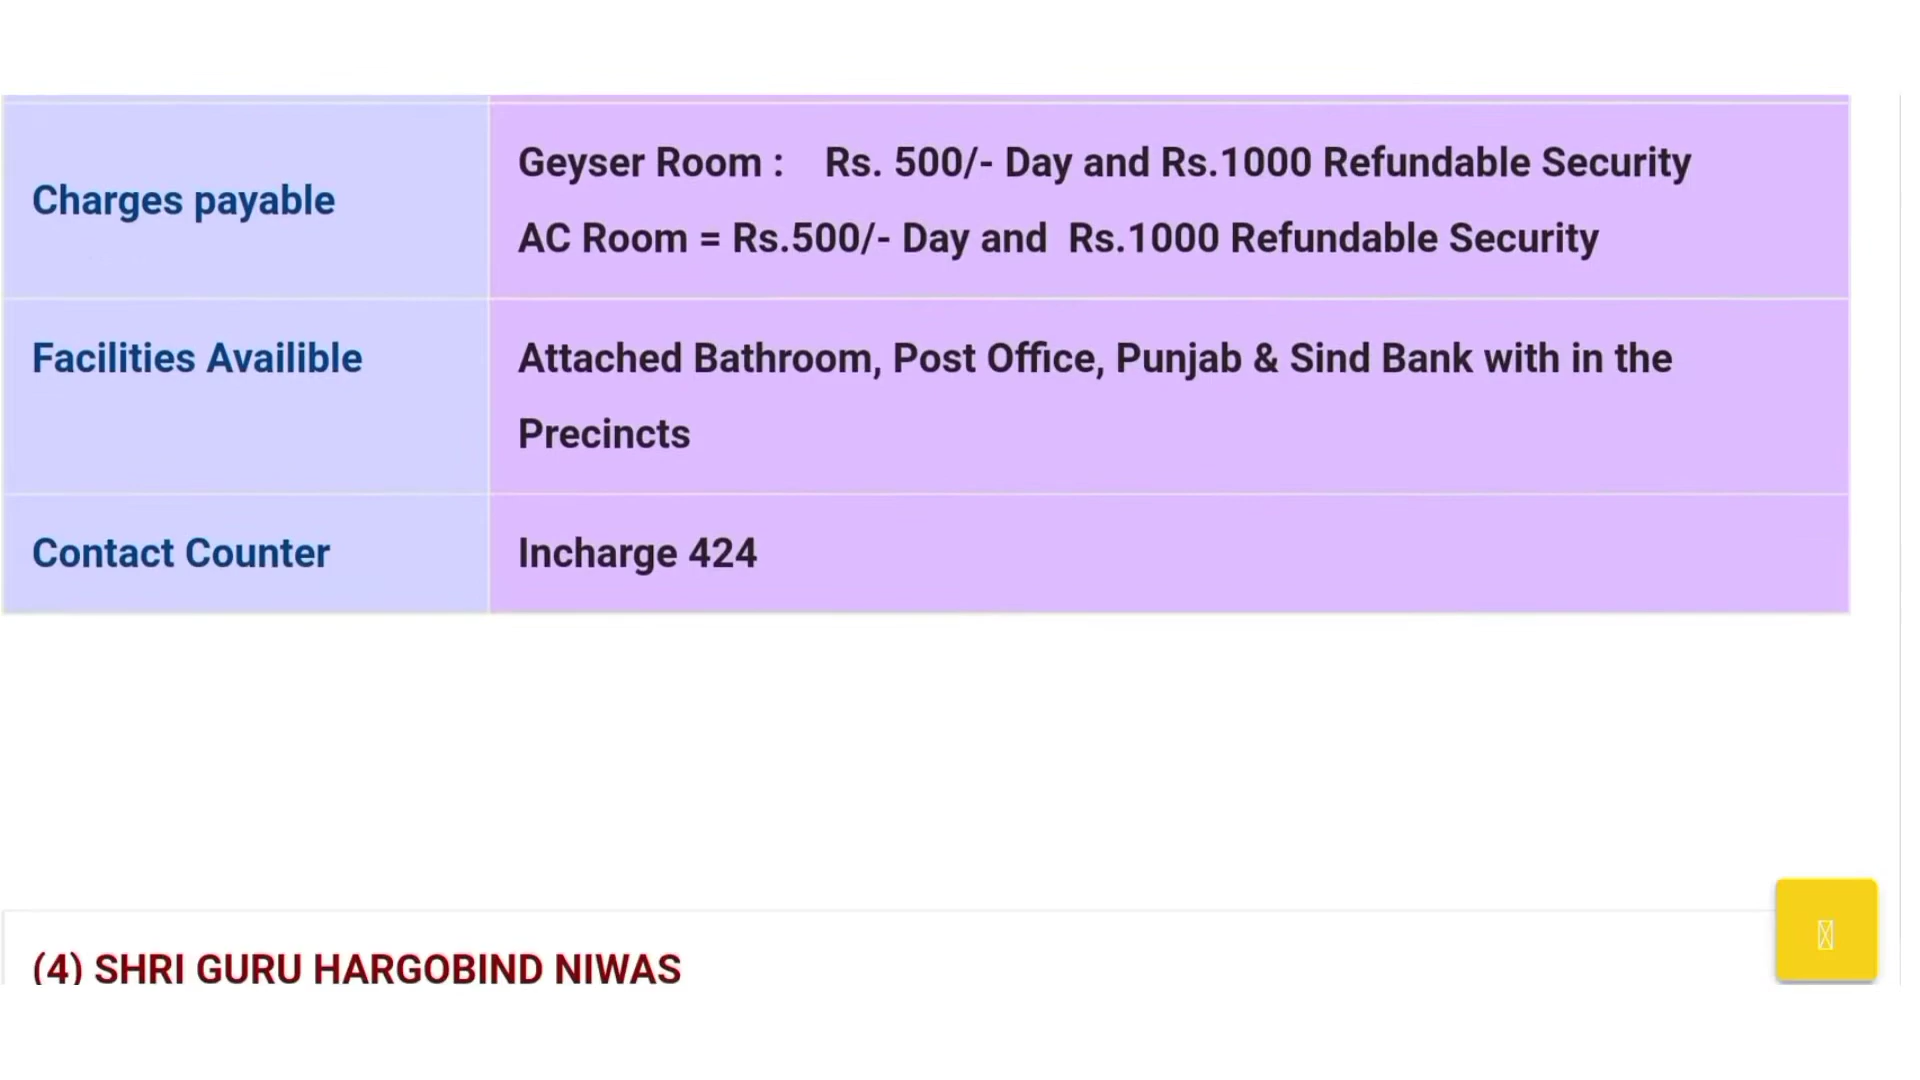 Charges payable
Geyser Room :    Rs. 500/- Day and Rs.1000 Refundable Security
AC Room = Rs.500/- Day and  Rs.1000 Refundable Security
Facilities Availible
Attached Bathroom, Post Office, Punjab & Sind Bank with in the
Precincts
Contact Counter
Incharge 424
(4) SHRI GURU HARGOBIND NIWAS